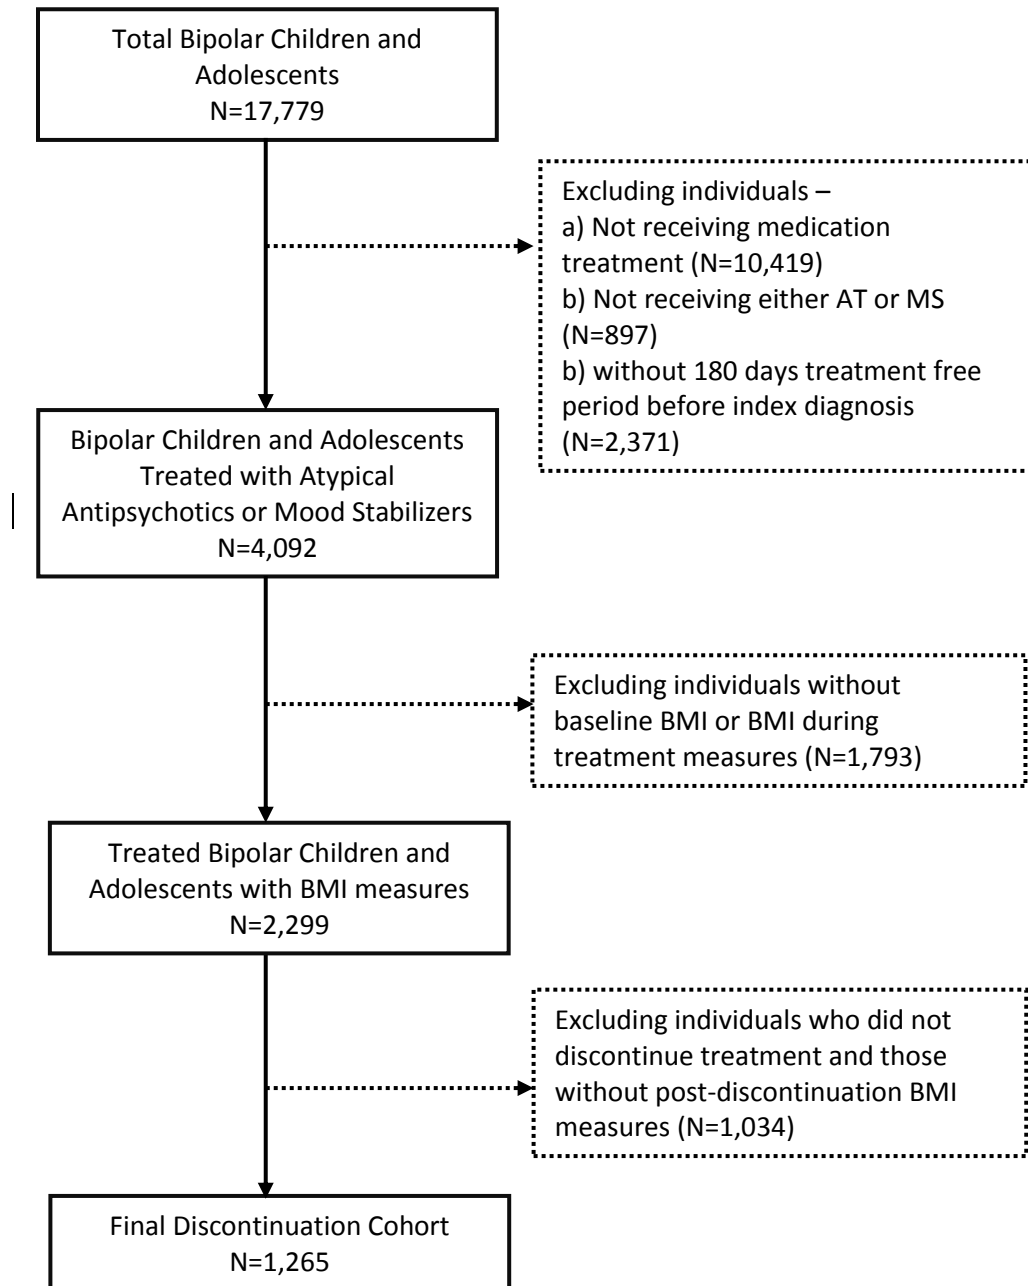 Total Bipolar Children and
Adolescents
N=17,779
Excluding individuals –
a) Not receiving medication
treatment (N=10,419)
b) Not receiving either AT or MS
(N=897)
b) without 180 days treatment free
period before index diagnosis
(N=2,371)
Bipolar Children and Adolescents
Treated with Atypical
Antipsychotics or Mood Stabilizers
N=4,092
Excluding individuals without
baseline BMI or BMI during
treatment measures (N=1,793)
Treated Bipolar Children and
Adolescents with BMI measures
N=2,299
Excluding individuals who did not
discontinue treatment and those
without post-discontinuation BMI
measures (N=1,034)
Final Discontinuation Cohort
N=1,265